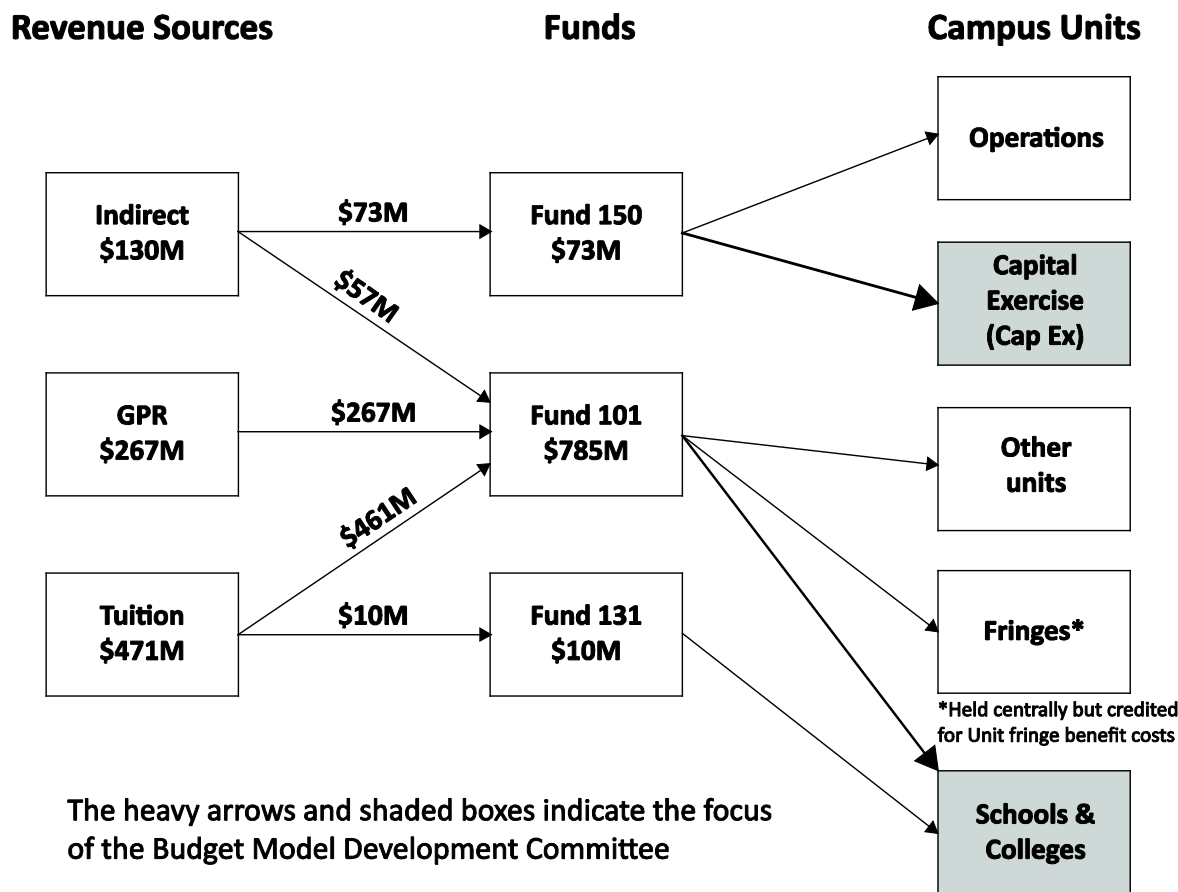 Revenue Sources
Funds
Campus Units
Operations
Indirect
$130M
$73M
Fund 150
$73M
Capital
Exercise
(Cap Ex)
$57M
GPR
$267M
$267M
Fund 101
$785M
Other
units
$461M
Tuition
$471M
$10M
Fund 131
$10M
Fringes*
*Held centrally but credited
for Unit fringe benefit costs
Schools &
Colleges
The heavy arrows and shaded boxes indicate the focus
of the Budget Model Development Committee